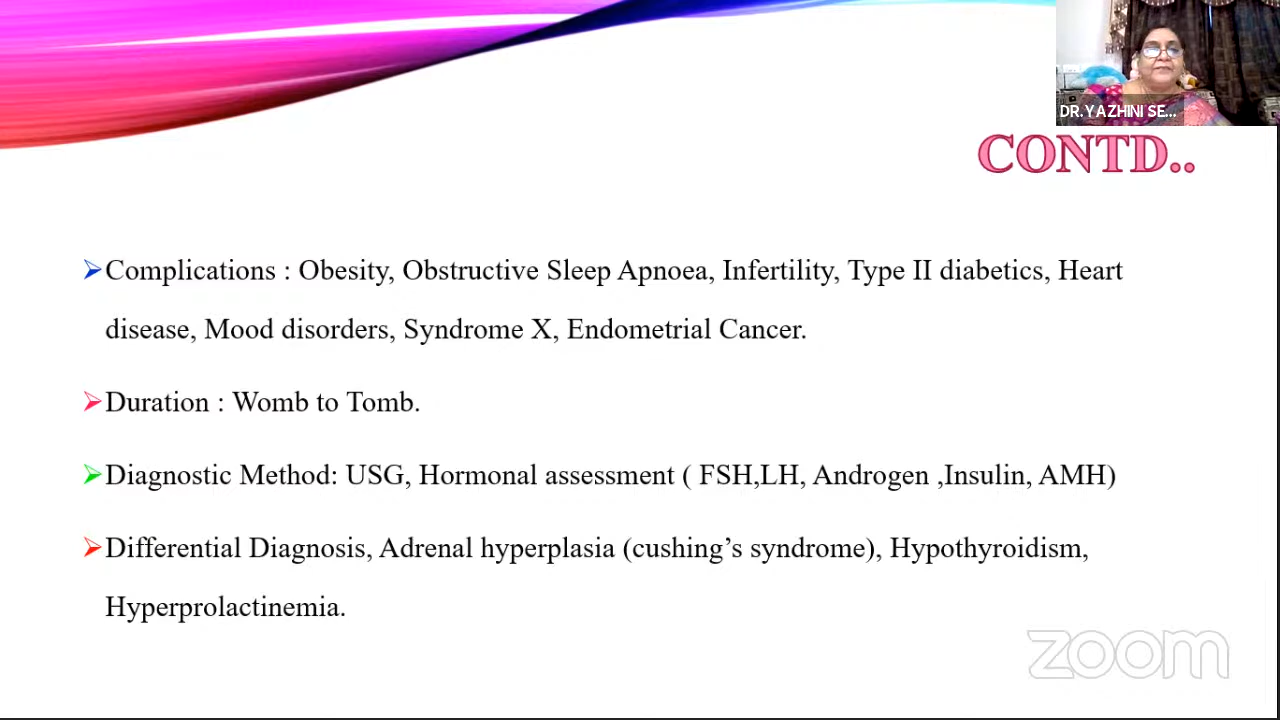 DR.YAZHINI SE...
CONTD..
Complications : Obesity, Obstructive Sleep Apnoea, Infertility, Type II diabetics, Heart
disease, Mood disorders, Syndrome X, Endometrial Cancer.
Duration : Womb to Tomb.
Diagnostic Method: USG, Hormonal assessment ( FSH,LH, Androgen ,Insulin, AMH)
Differential Diagnosis, Adrenal hyperplasia (cushing’s syndrome), Hypothyroidism,
Hyperprolactinemia.
zoom